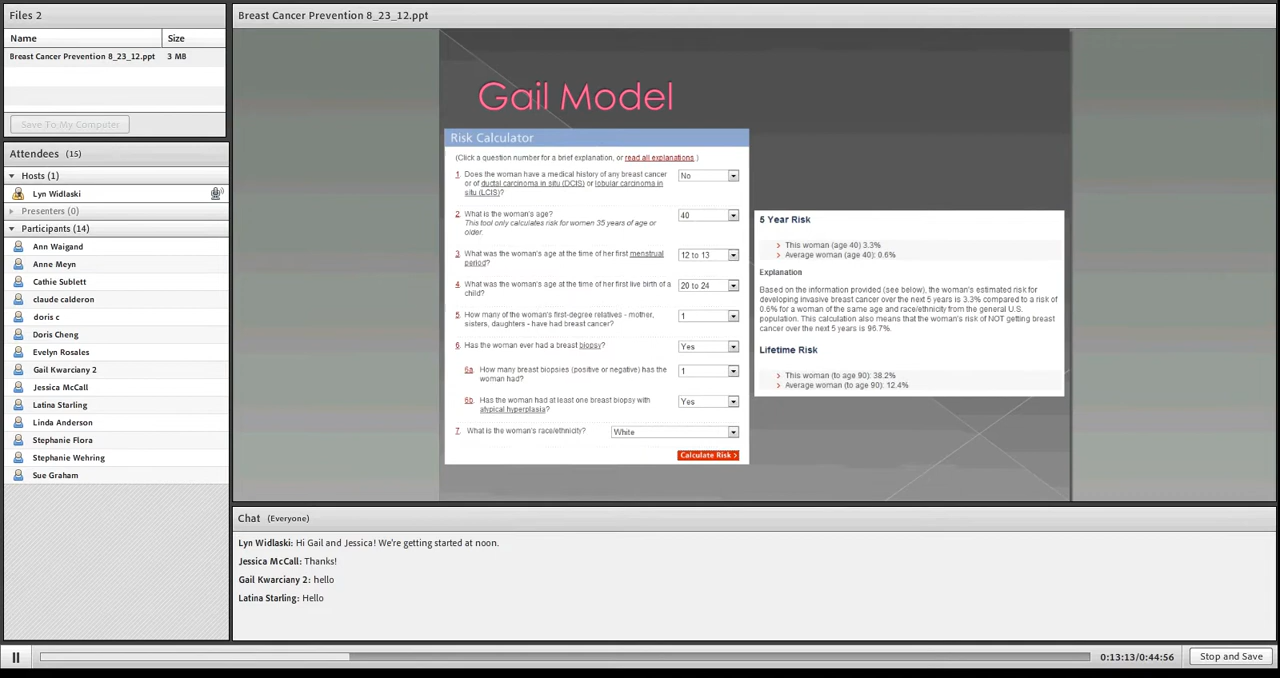 Files 2
Name Size
Breast Cancer Prevention 8_23_12.ppt 3 MB
Save To My Computer
Attendees (15)
Hosts (1)
Lyn Widlaski
Presenters (0)
Participants (14)
Ann Waigand
Anne Meyn
Cathie Sublett
claude calderon
doris c
Doris Cheng
Evelyn Rosales
Gail Kwarciany 2
Jessica McCall
Latina Starling
Linda Anderson
Stephanie Flora
Stephanie Wehring
Sue Graham
Breast Cancer Prevention 8_23_12.ppt
Gail Model
Risk Calculator
(Click a question number for a brief explanation, or read all explanations.)
1. Does the woman have a medical history of any breast cancer No
or of ductal carcinoma in situ (DCIS) or lobular carcinoma in
situ (LCIS)?
2. What is the woman's age? 40
This tool only calculates risk for women 35 years of age or
older.
3. What was the woman's age at the time of her first menstrual 12 to 13
period?
4. What was the woman's age at the time of her first live birth of a 20 to 24
child?
5. How many of the woman's first-degree relatives - mother, 1
sisters, daughters - have had breast cancer?
6. Has the woman ever had a breast biopsy? Yes
6a. How many breast biopsies (positive or negative) has the 1
woman had?
6b. Has the woman had at least one breast biopsy with Yes
atypical hyperplasia?
7. What is the woman's race/ethnicity? White
Calculate Risk >
5 Year Risk
This woman (age 40) 3.3%
Average woman (age 40): 0.6%
Explanation
Based on the information provided (see below), the woman's estimated risk for
developing invasive breast cancer over the next 5 years is 3.3% compared to a risk of
0.6% for a woman of the same age and race/ethnicity from the general U.S.
population. This calculation also means that the woman's risk of NOT getting breast
cancer over the next 5 years is 96.7%.
Lifetime Risk
This woman (to age 90): 38.2%
Average woman (to age 90): 12.4%
Chat (Everyone)
Lyn Widlaski: Hi Gail and Jessica! We're getting started at noon.
Jessica McCall: Thanks!
Gail Kwarciany 2: hello
Latina Starling: Hello
0:13:13/0:44:56
Stop and Save